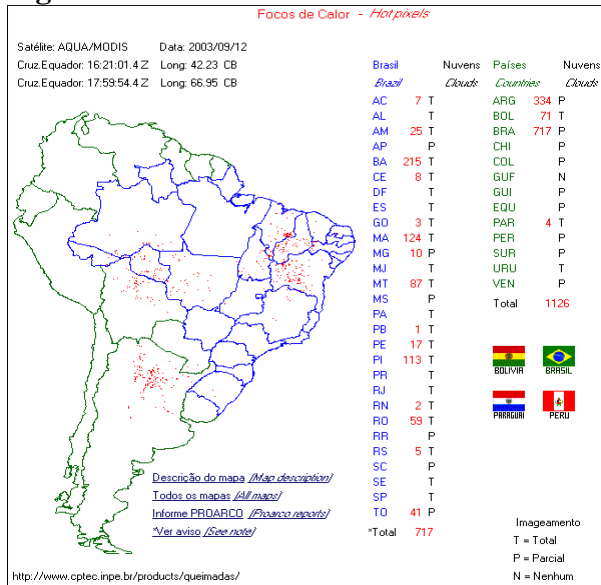 Focos de Calor - Hot pixels
Satélite: AQUA/MODIS Data: 2003/09/12
Cruz.Equador: 16:21:01.4 Z Long: 42.23 CB
Cruz.Equador: 17:59:54.4 Z Long: 66.95 CB
Brasil Nuvens Países Nuvens
Brazil Clouds Countries Clouds
AC 7 T ARG 334 P
AL T BOL 71 T
AM 25 T BRA 717 P
AP P CHI P
BA 215 T COL P
CE 8 T GUF N
DF T GUI P
ES T EQU P
GO 3 T PAR 4 T
MA 124 T PER P
MG 10 P SUR P
MJ T URU T
MT 87 T VEN P
MS P Total 1126
PA T
PB 1 T
PE 17 T
PI 113 T
PR T
RJ T
RN 2 T
RO 59 T
RR P
RS 5 T
SC P
SE T
SP T
TO 41 P
*Total 717
BOLIVIA BRASIL
PARAGUAI PERU
Descrição do mapa (Map description)
Todos os mapas (All maps)
Informe PROARCO (Proarco reports)
*Ver aviso (See note)
Imageamento
T = Total
P = Parcial
N = Nenhum
http://www.cptec.inpe.br/products/queimadas/